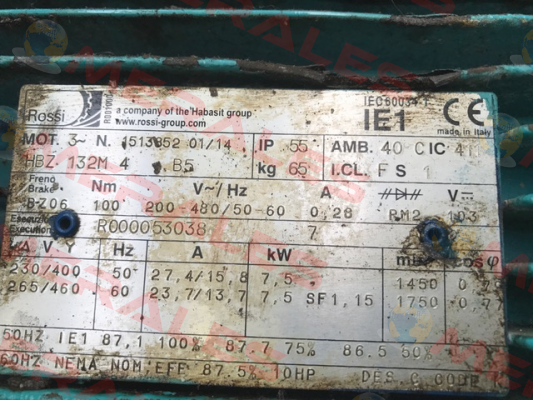 IEC60034-1
Rossi a company of the Habasit group IE1 CE
www.rossi-group.com made in Italy
MOT. 3~ N. 1513852 01/14 IP 55 AMB. 40 C IC 411
HBZ 132M 4 B5 kg 65 I.CL. F S 1
Freno Nm V~/Hz A V
Brake
BZ06 100 200-480/50-60 0,28 RM2 103
Execution R000053038 7
Δ V Y Hz A kW min cos φ
230/400 50 27,4/15,8 7,5 1450
265/460 60 23,7/13,7 7,5 SF1,15 1750
50HZ IE1 87,1 100% 87.7 75% 86.5 50%
60HZ NEMA NOM.EFF 87.5% 10HP DES.C CODE
MERALES